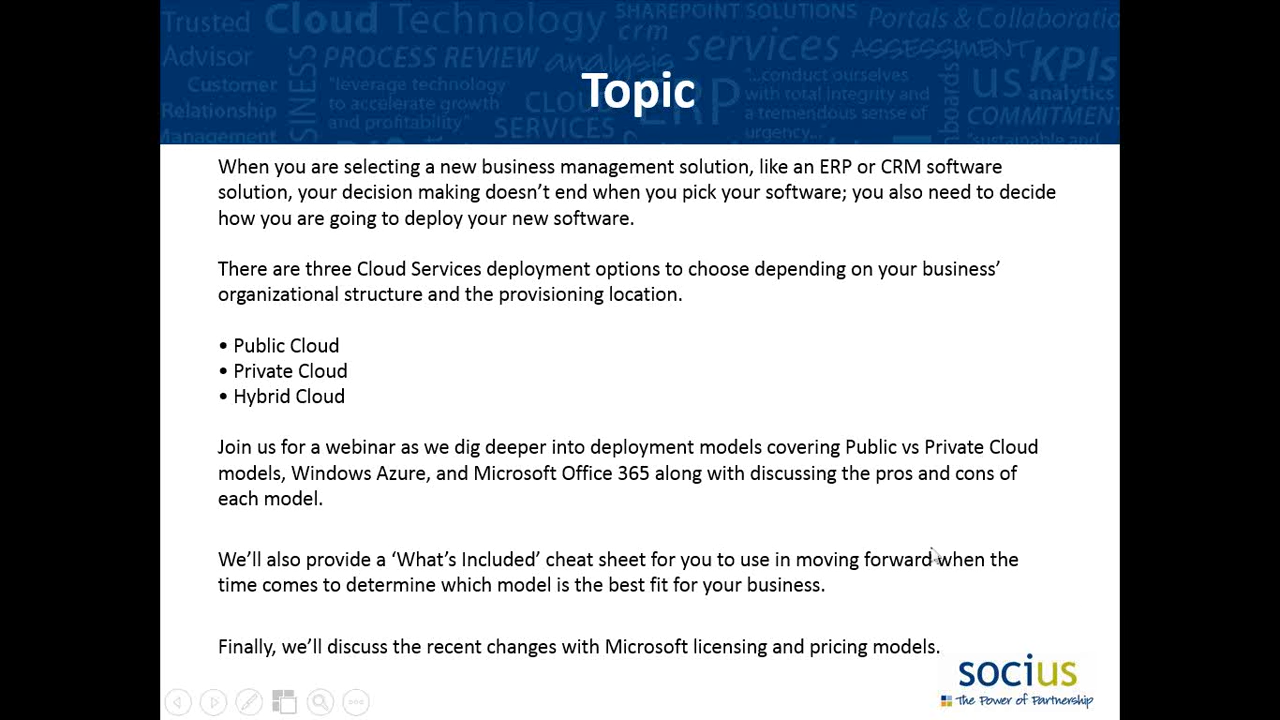 Trusted Cloud Technology SHAREPOINT SOLUTIONS Portals & Collaboratio
Advisor PROCESS REVIEW analysis crm services ASSESSMENT KPIs
Customer "leverage technology CLOUD ERP "...conduct ourselves us analytics
Relationship to accelerate growth with total integrity and COMMITMENT
Management and profitability" SERVICES a tremendous sense of "sustainable and
urgency..."
Topic
When you are selecting a new business management solution, like an ERP or CRM software
solution, your decision making doesn't end when you pick your software; you also need to decide
how you are going to deploy your new software.
There are three Cloud Services deployment options to choose depending on your business'
organizational structure and the provisioning location.
• Public Cloud
• Private Cloud
• Hybrid Cloud
Join us for a webinar as we dig deeper into deployment models covering Public vs Private Cloud
models, Windows Azure, and Microsoft Office 365 along with discussing the pros and cons of
each model.
We'll also provide a 'What's Included' cheat sheet for you to use in moving forward when the
time comes to determine which model is the best fit for your business.
Finally, we'll discuss the recent changes with Microsoft licensing and pricing models.
socius
The Power of Partnership